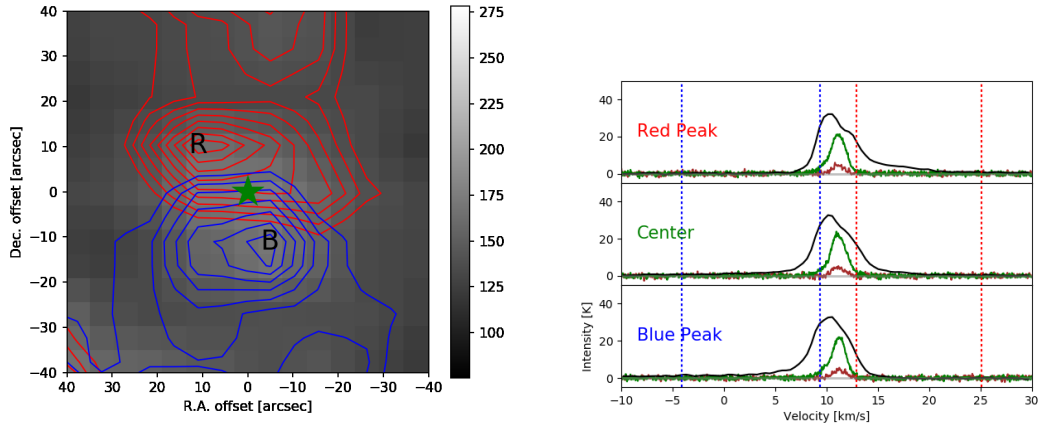 40
30
20
10
0
−10
−20
−30
−40
Dec. offset [arcsec]
40 30 20 10 0 −10 −20 −30 −40
R.A. offset [arcsec]
R
B
275
250
225
200
175
150
125
100
40
20
0
Red Peak
40
20
0
Center
40
20
0
Blue Peak
Intensity [K]
−10 −5 0 5 10 15 20 25 30
Velocity [km/s]